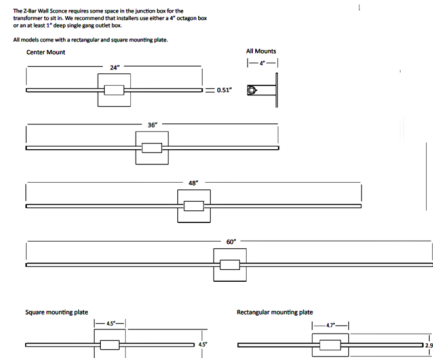 The Z-Bar Wall Sconce requires some space in the junction box for the
transformer to sit in. We recommend that installers use either a 4" octagon box
or an at least 1" deep single gang outlet box.
All models come with a rectangular and square mounting plate.
Center Mount
All Mounts
24"
4"
0.51"
36"
48"
60"
Square mounting plate
Rectangular mounting plate
4.5"
4.7"
4.5"
2.9